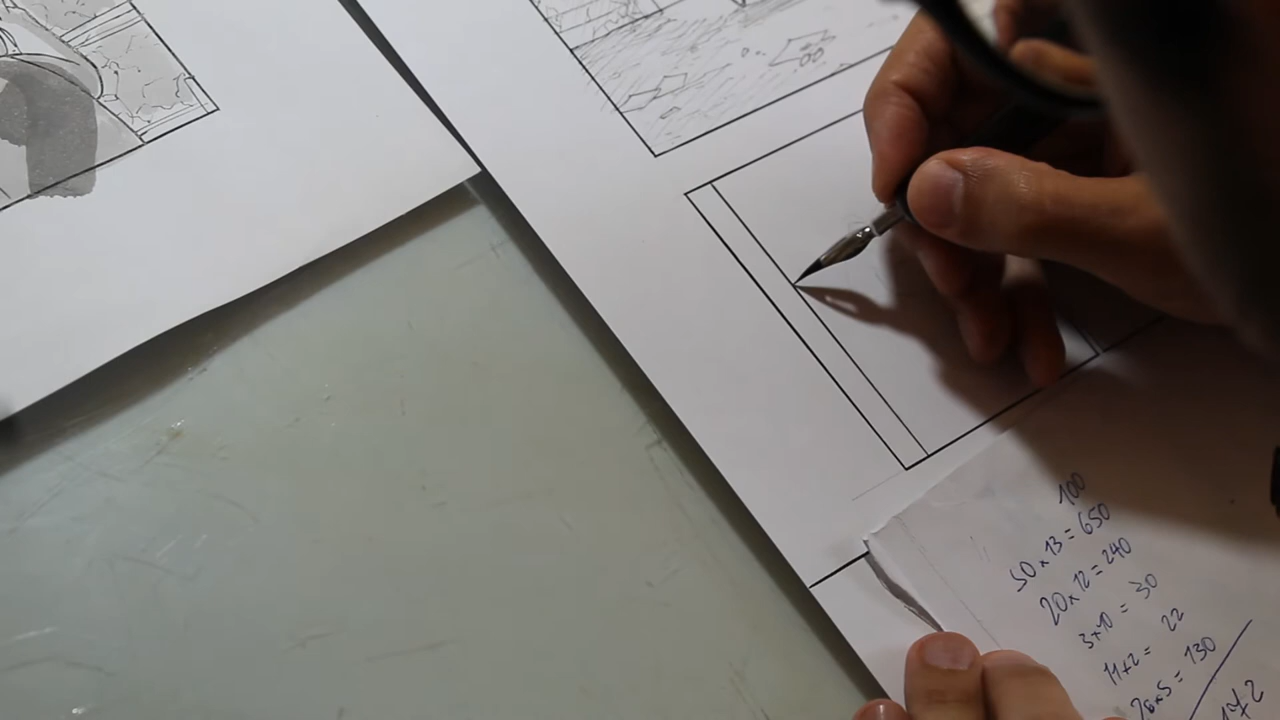 100
50x13=650
20x12=240
3x10 = 30
11x2= 22
26x5=130